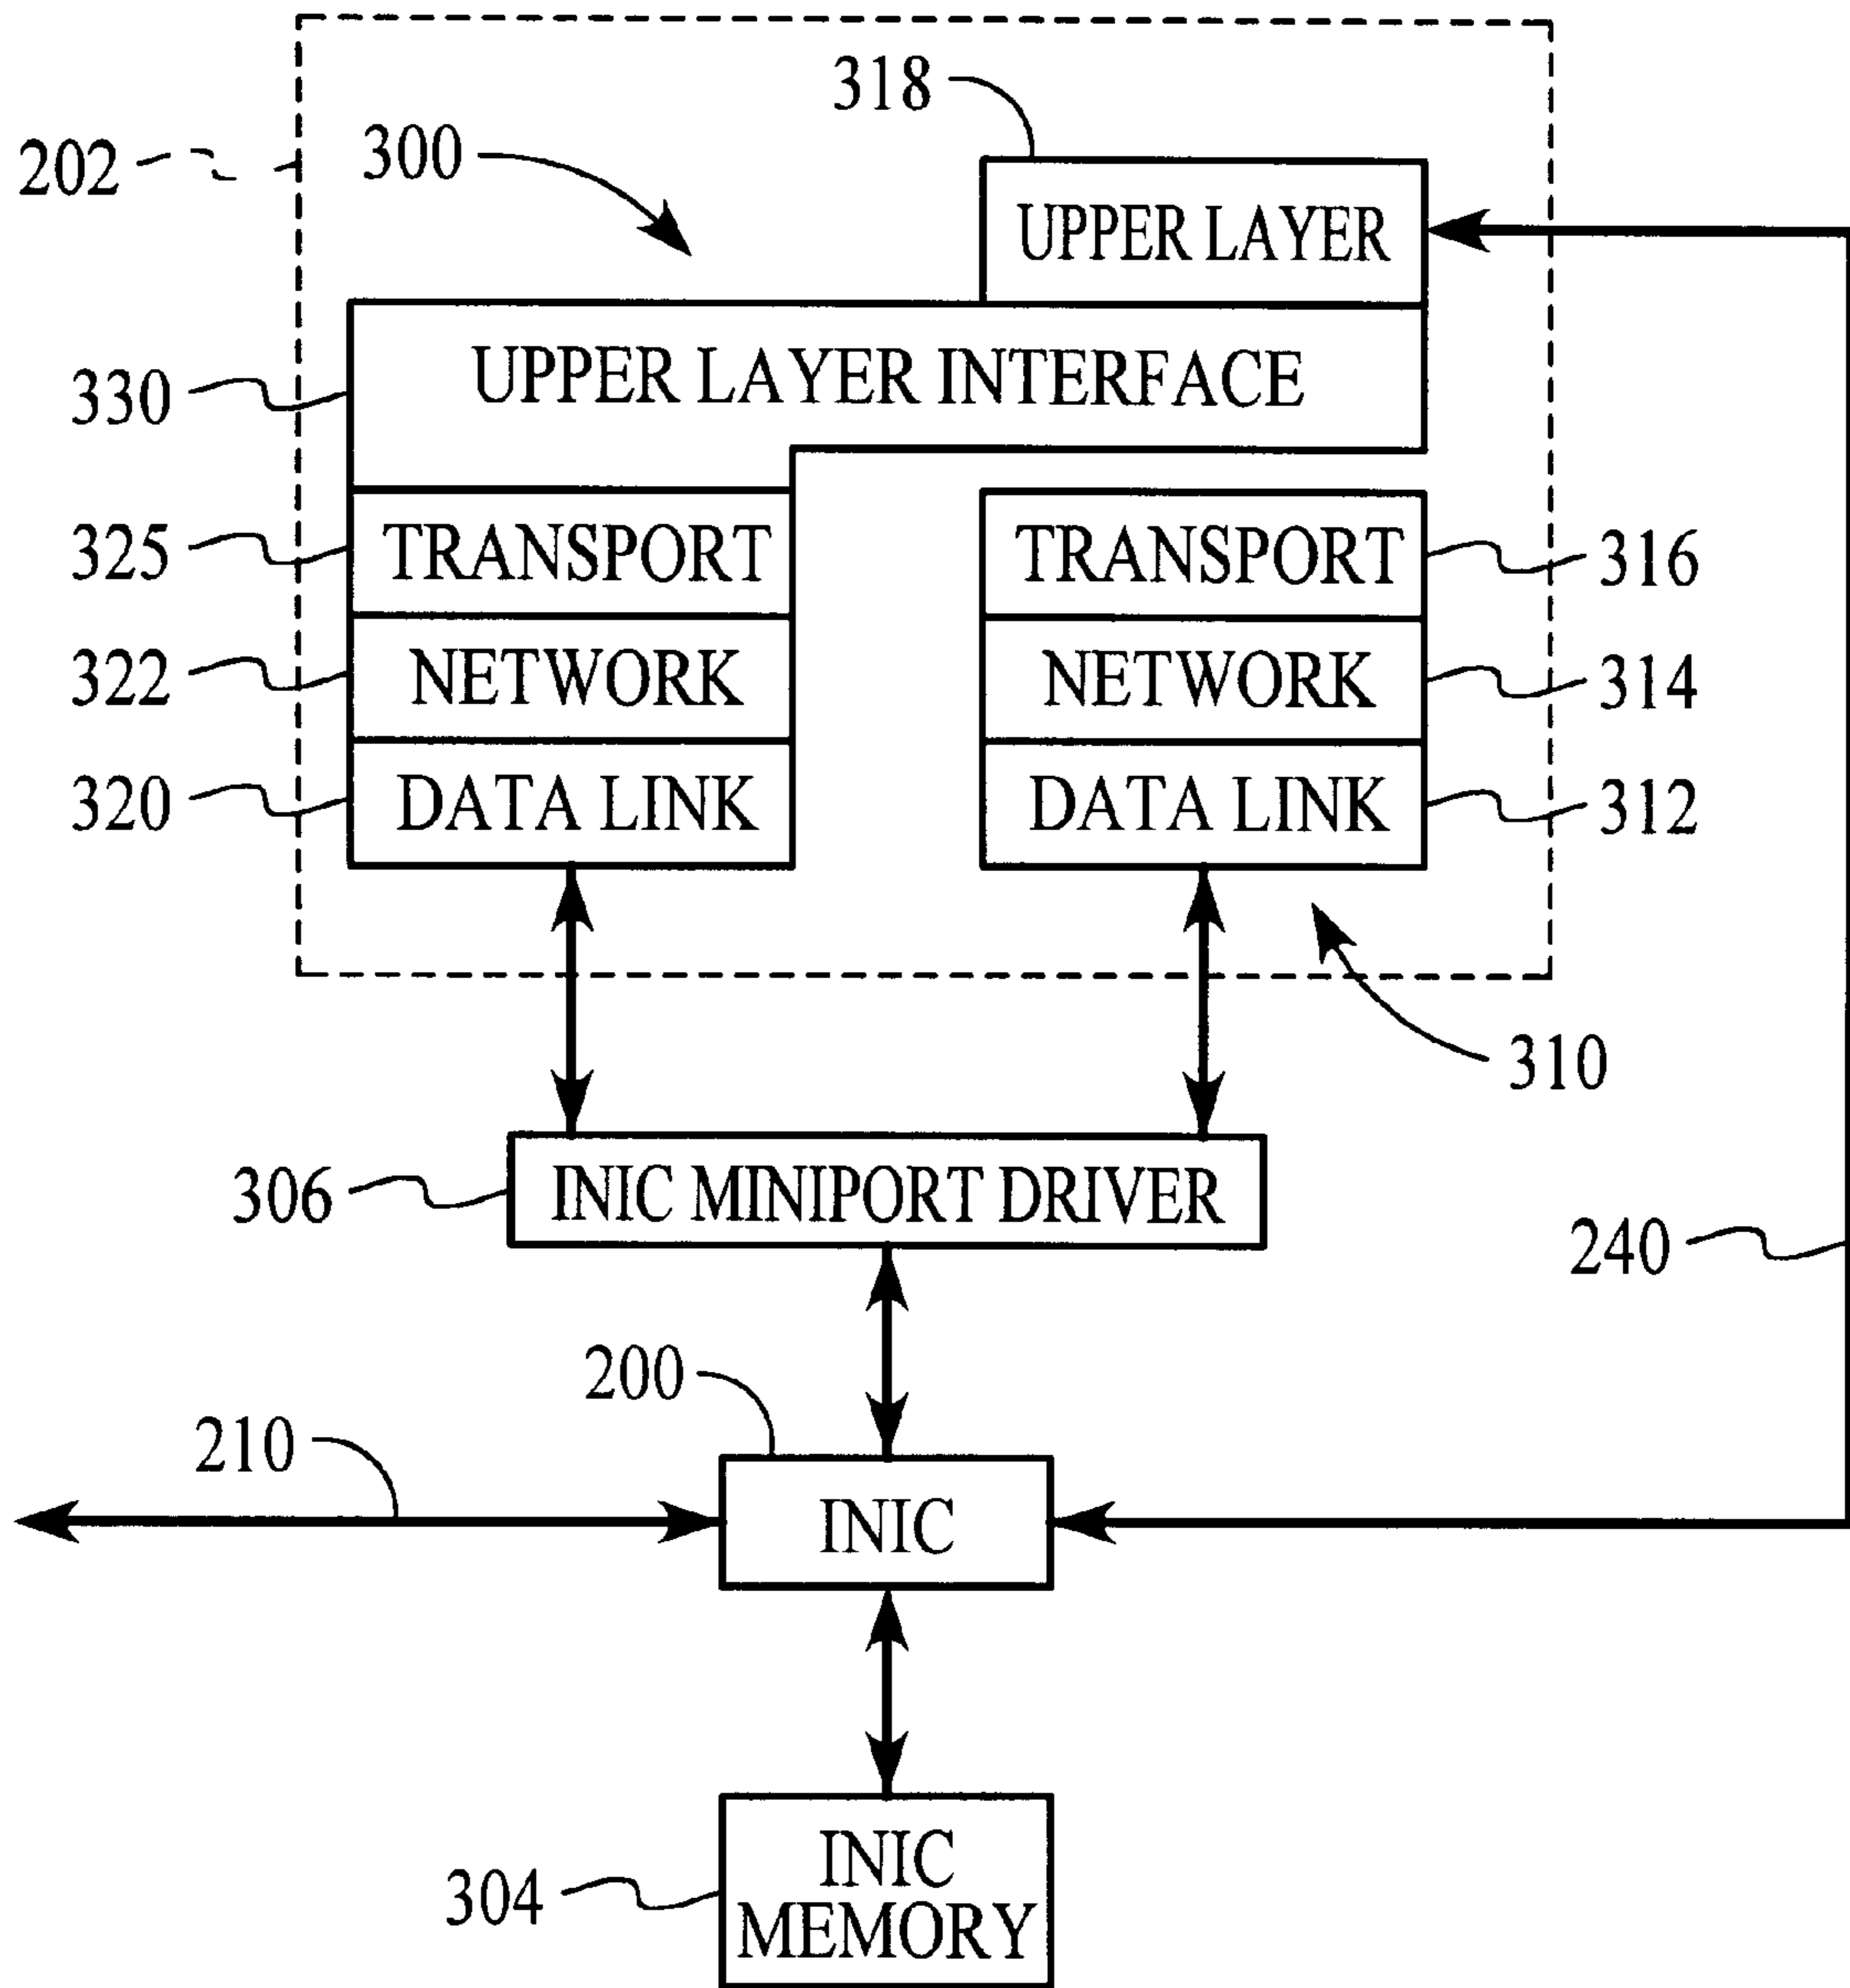 318
202
300
UPPER LAYER
UPPER LAYER INTERFACE
330
325
TRANSPORT
TRANSPORT
316
322
NETWORK
NETWORK
314
320
DATA LINK
DATA LINK
312
310
306
INIC MINIPORT DRIVER
240
200
210
INIC
304
INIC
MEMORY